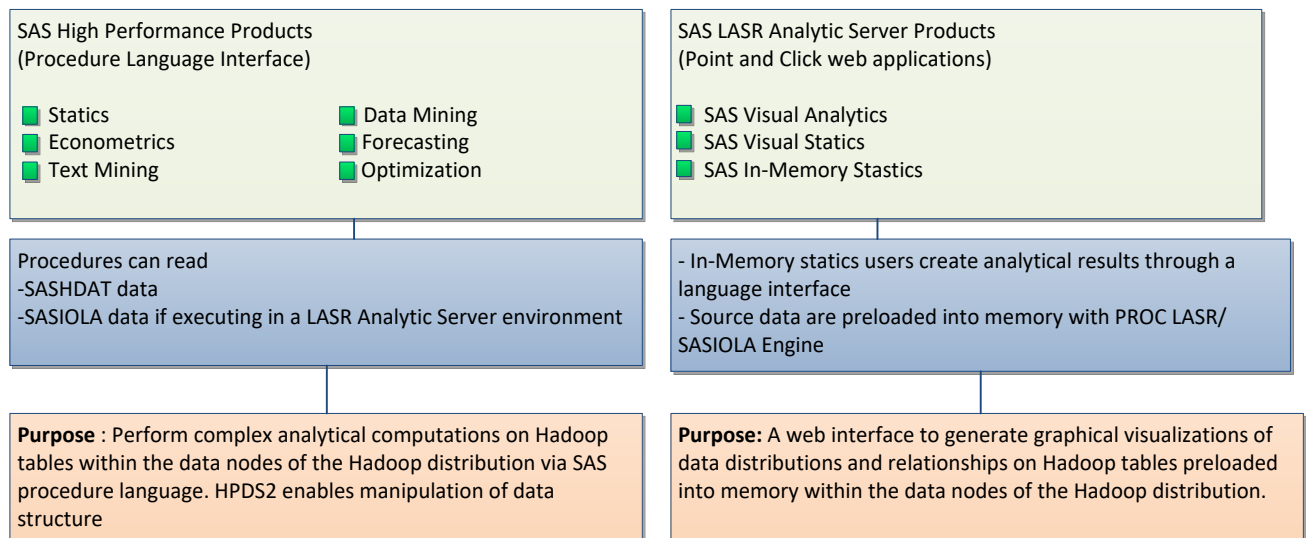 SAS High Performance Products
(Procedure Language Interface)
Statics
Econometrics
Text Mining
Data Mining
Forecasting
Optimization
Procedures can read
-SASHDAT data
-SASIOLA data if executing in a LASR Analytic Server environment
Purpose : Perform complex analytical computations on Hadoop
tables within the data nodes of the Hadoop distribution via SAS
procedure language. HPDS2 enables manipulation of data
structure
SAS LASR Analytic Server Products
(Point and Click web applications)
SAS Visual Analytics
SAS Visual Statics
SAS In-Memory Stastics
- In-Memory statics users create analytical results through a
language interface
- Source data are preloaded into memory with PROC LASR/
SASIOLA Engine
Purpose: A web interface to generate graphical visualizations of
data distributions and relationships on Hadoop tables preloaded
into memory within the data nodes of the Hadoop distribution.